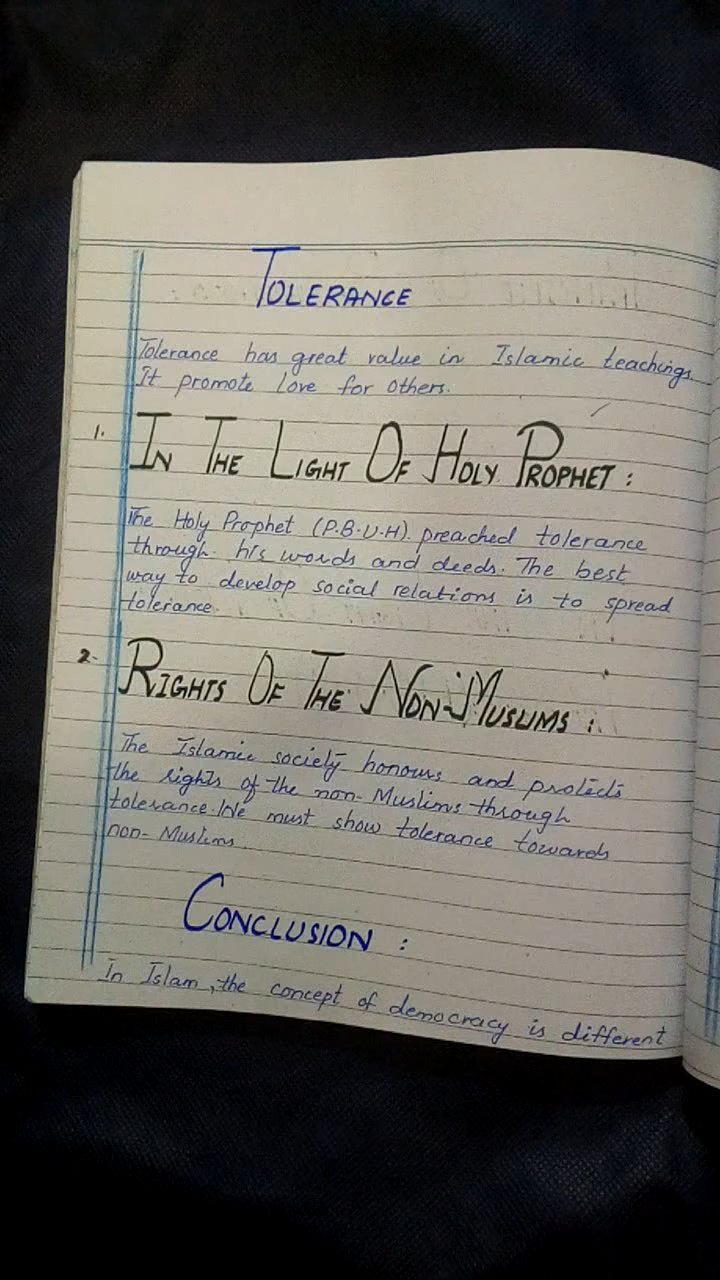 TOLERANCE
Tolerance has great value in Islamic teachings.
It promote love for others.
1. IN THE LIGHT OF HOLY PROPHET :
The Holy Prophet (P.B.U.H) preached tolerance
through his words and deeds. The best
way to develop social relations is to spread
tolerance.
2- RIGHTS OF THE NON-MUSLIMS :
The Islamic society honours and protects
the rights of the non-Muslims through
tolerance. We must show tolerance towards
non-Muslims.
CONCLUSION :
In Islam, the concept of democracy is different